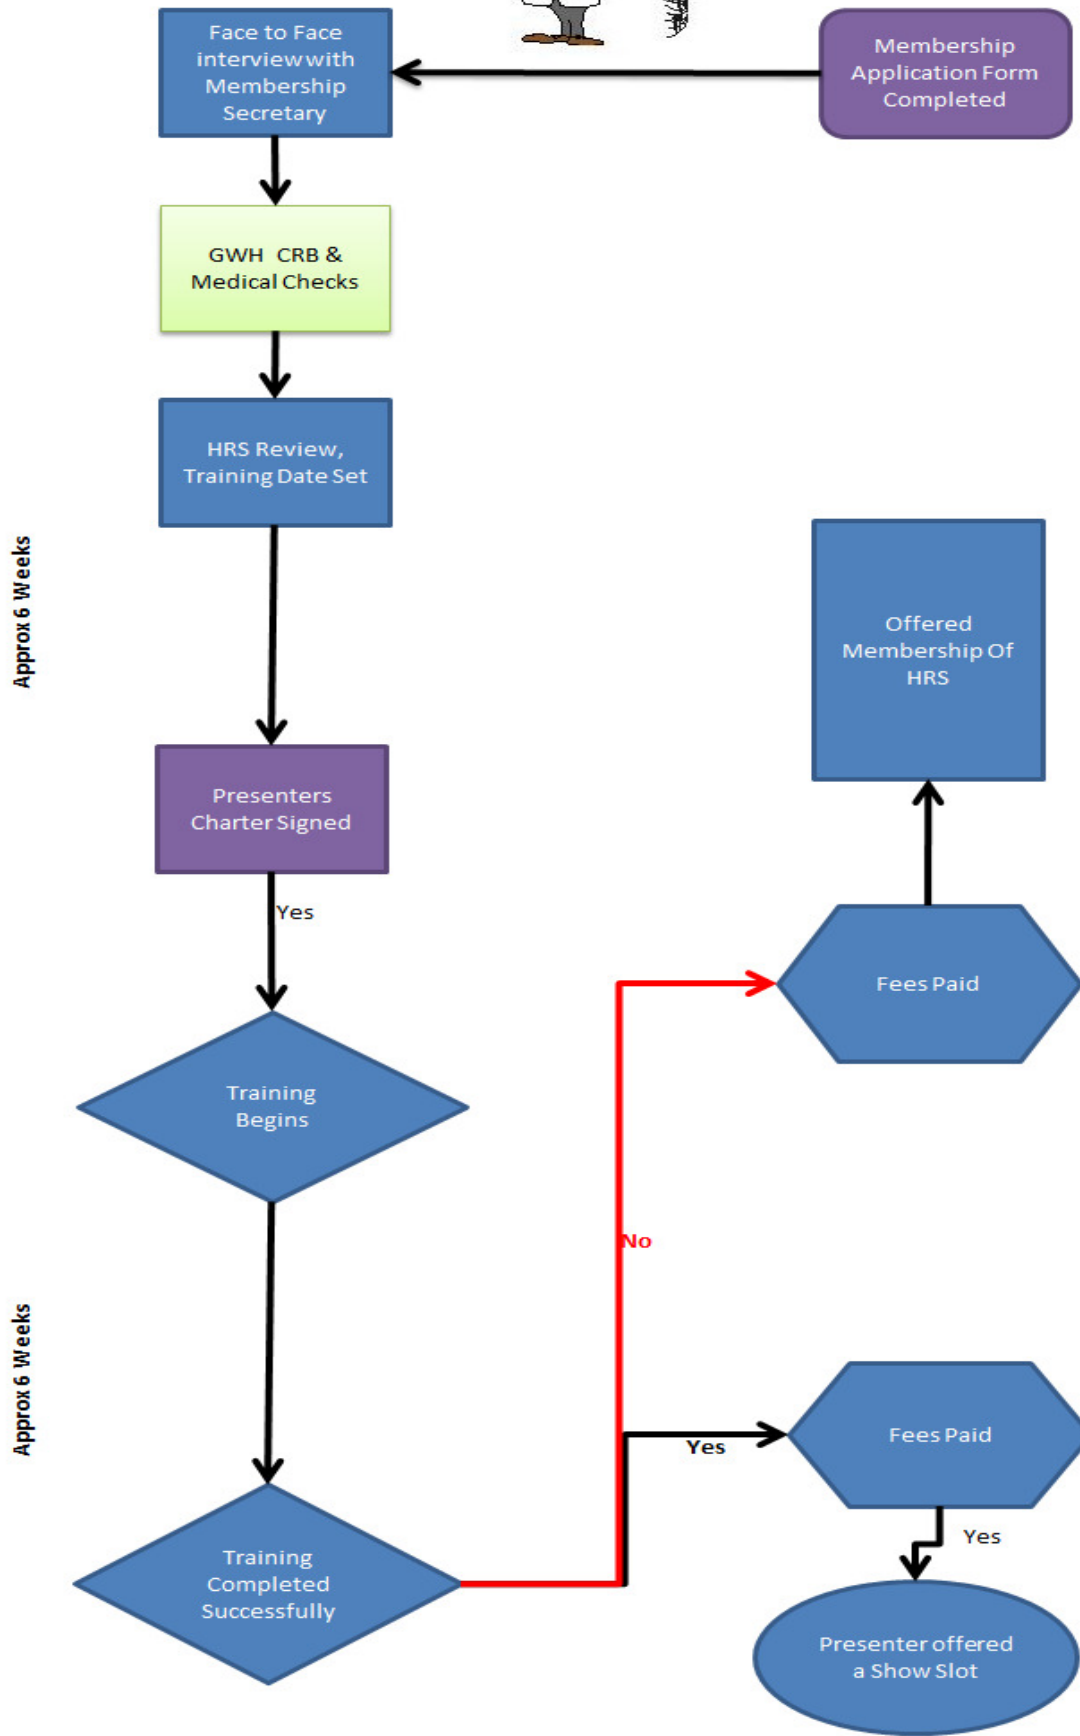 Membership
Application Form
Completed
Face to Face
interview with
Membership
Secretary
GWH CRB &
Medical Checks
HRS Review,
Training Date Set
Approx 6 Weeks
Presenters
Charter Signed
Yes
Training
Begins
Approx 6 Weeks
Training
Completed
Successfully
No
Fees Paid
Offered
Membership Of
HRS
Yes
Fees Paid
Yes
Presenter offered
a Show Slot